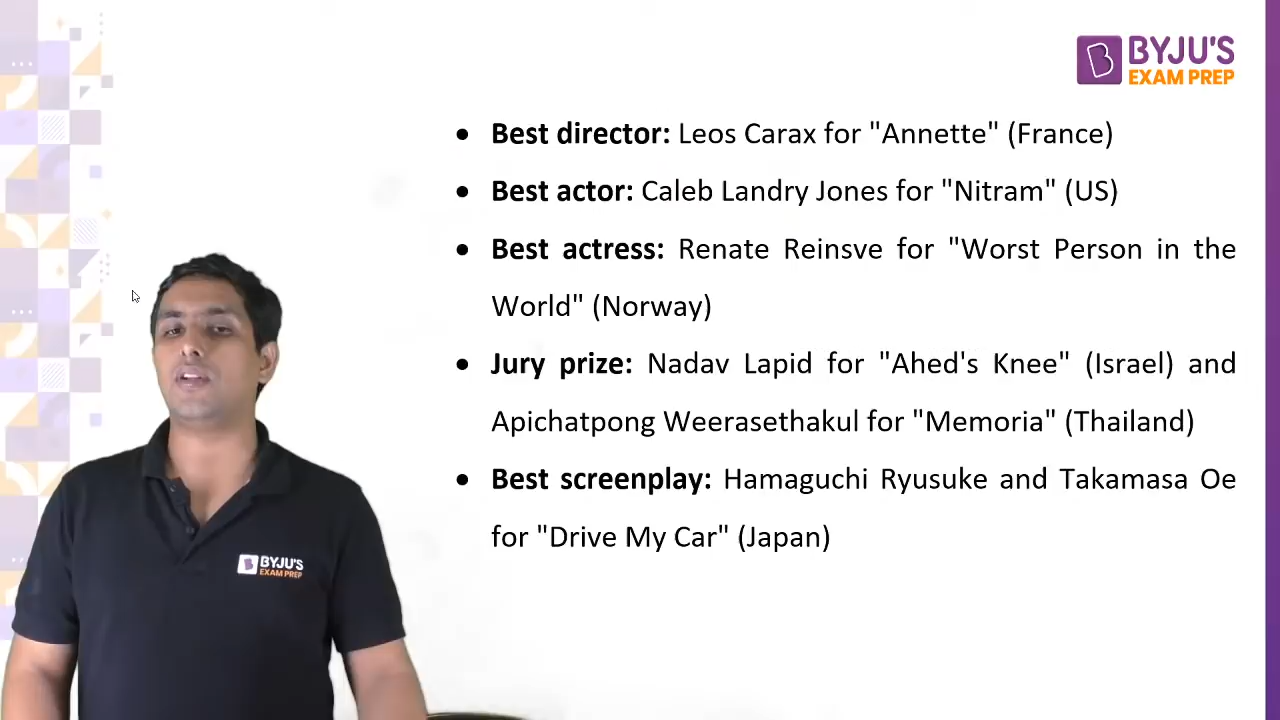 BYJU'S
EXAM PREP
• Best director: Leos Carax for "Annette" (France)
• Best actor: Caleb Landry Jones for "Nitram" (US)
• Best actress: Renate Reinsve for "Worst Person in the
World" (Norway)
• Jury prize: Nadav Lapid for "Ahed's Knee" (Israel) and
Apichatpong Weerasethakul for "Memoria" (Thailand)
• Best screenplay: Hamaguchi Ryusuke and Takamasa Oe
for "Drive My Car" (Japan)
BYJU'S
EXAM PREP